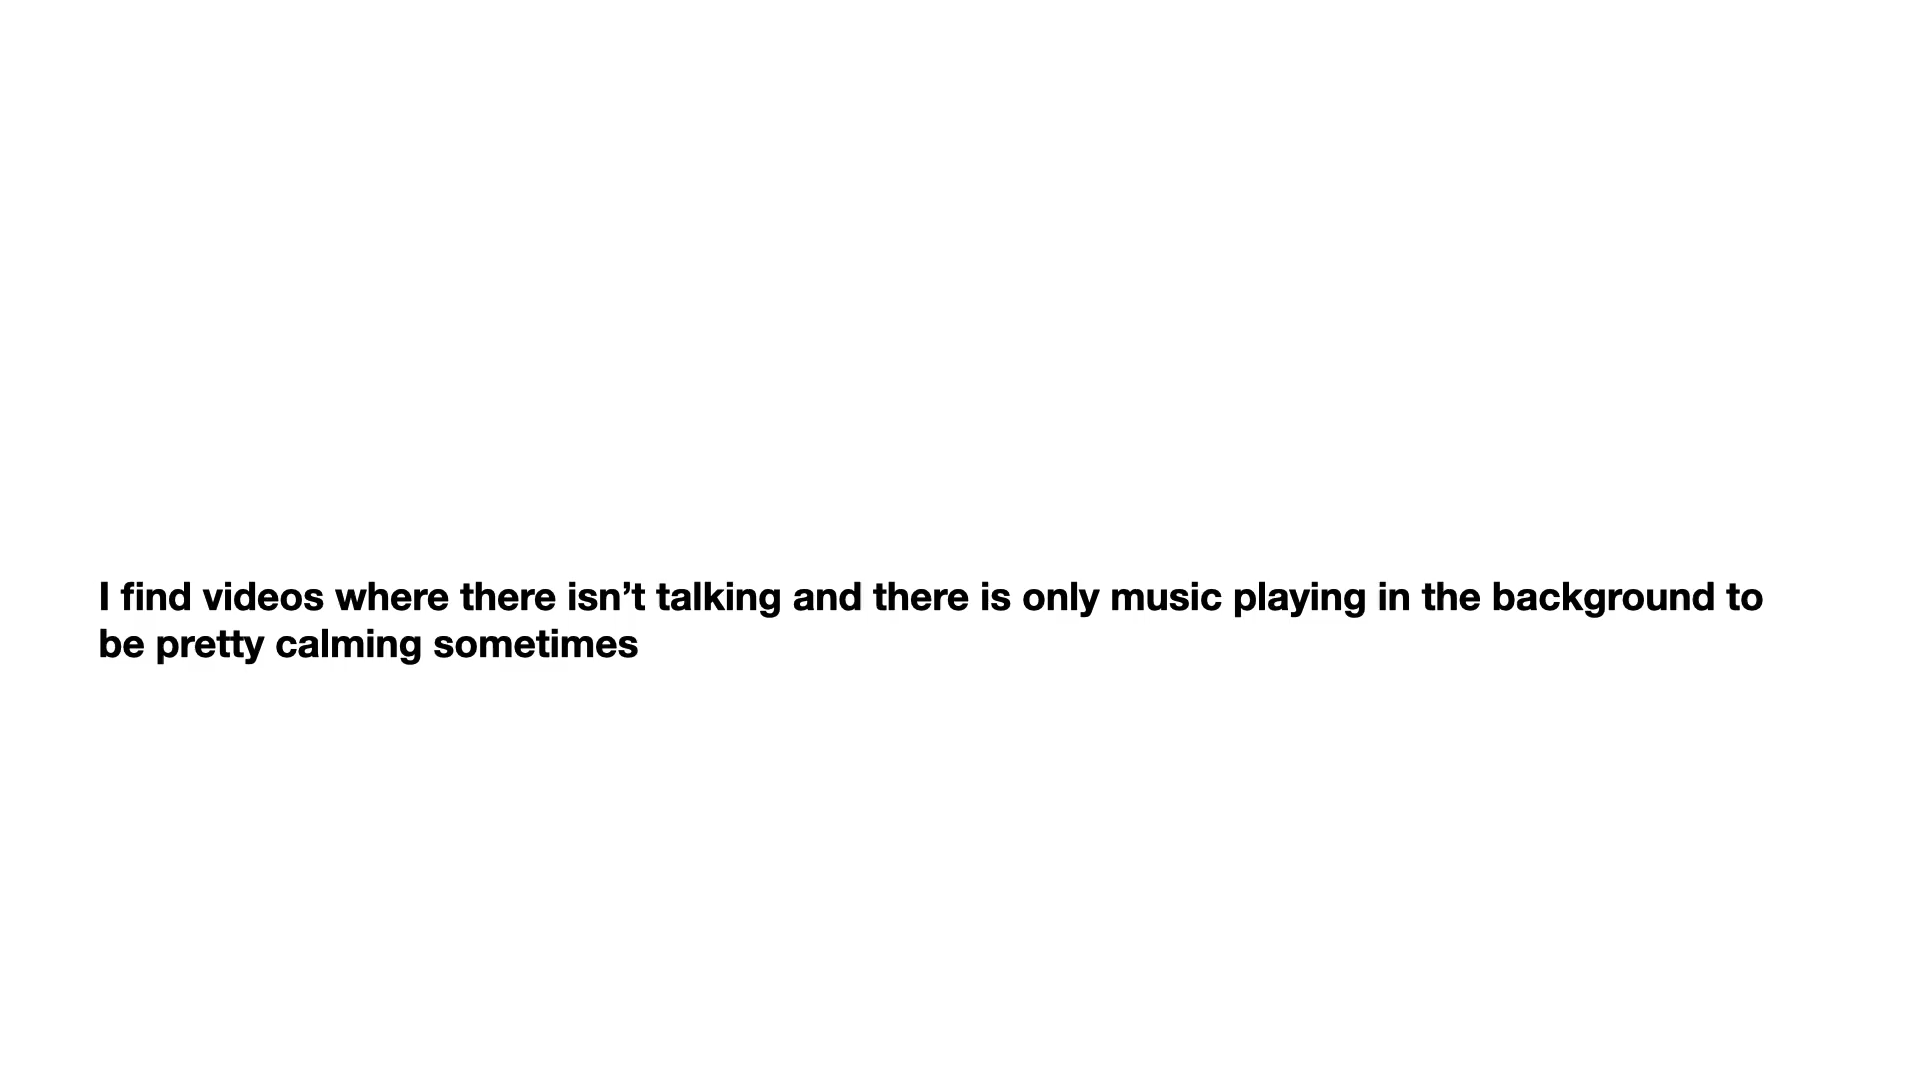 I find videos where there isn’t talking and there is only music playing in the background to
be pretty calming sometimes